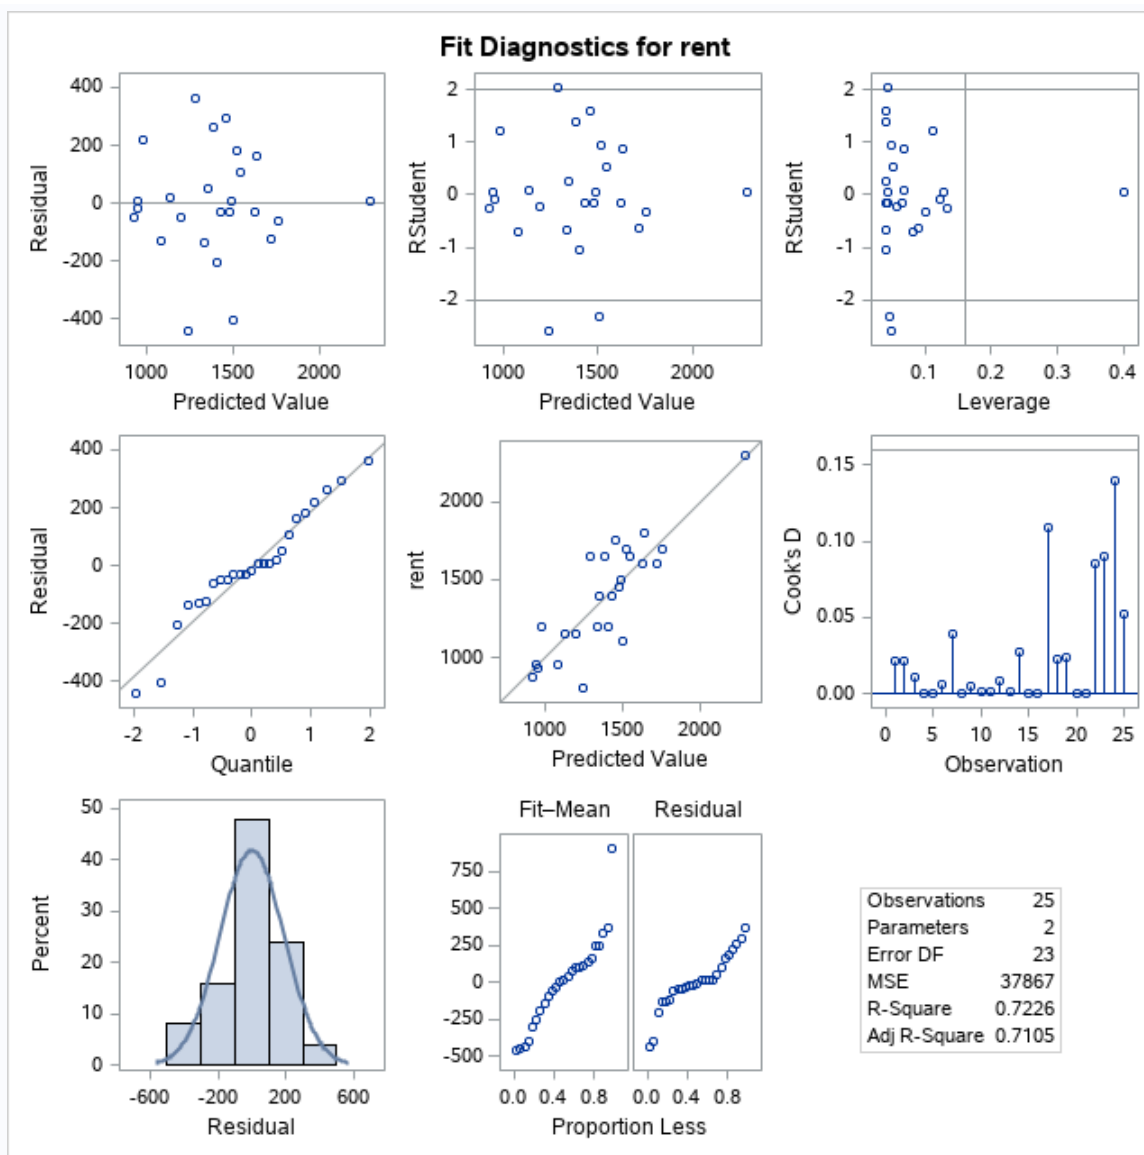 Fit Diagnostics for rent
400
200
0
-200
-400
Residual
1000 1500 2000
Predicted Value
2
1
0
-1
-2
RStudent
1000 1500 2000
Predicted Value
2
1
0
-1
-2
RStudent
0.1 0.2 0.3 0.4
Leverage
400
200
0
-200
-400
Residual
-2 -1 0 1 2
Quantile
2000
1500
1000
rent
1000 1500 2000
Predicted Value
0.15
0.10
0.05
0.00
Cook's D
0 5 10 15 20 25
Observation
50
40
30
20
10
0
Percent
-600 -200 200 600
Residual
Fit–Mean Residual
750
500
250
0
-250
-500
0.0 0.4 0.8 0.0 0.4 0.8
Proportion Less
Observations 25
Parameters 2
Error DF 23
MSE 37867
R-Square 0.7226
Adj R-Square 0.7105